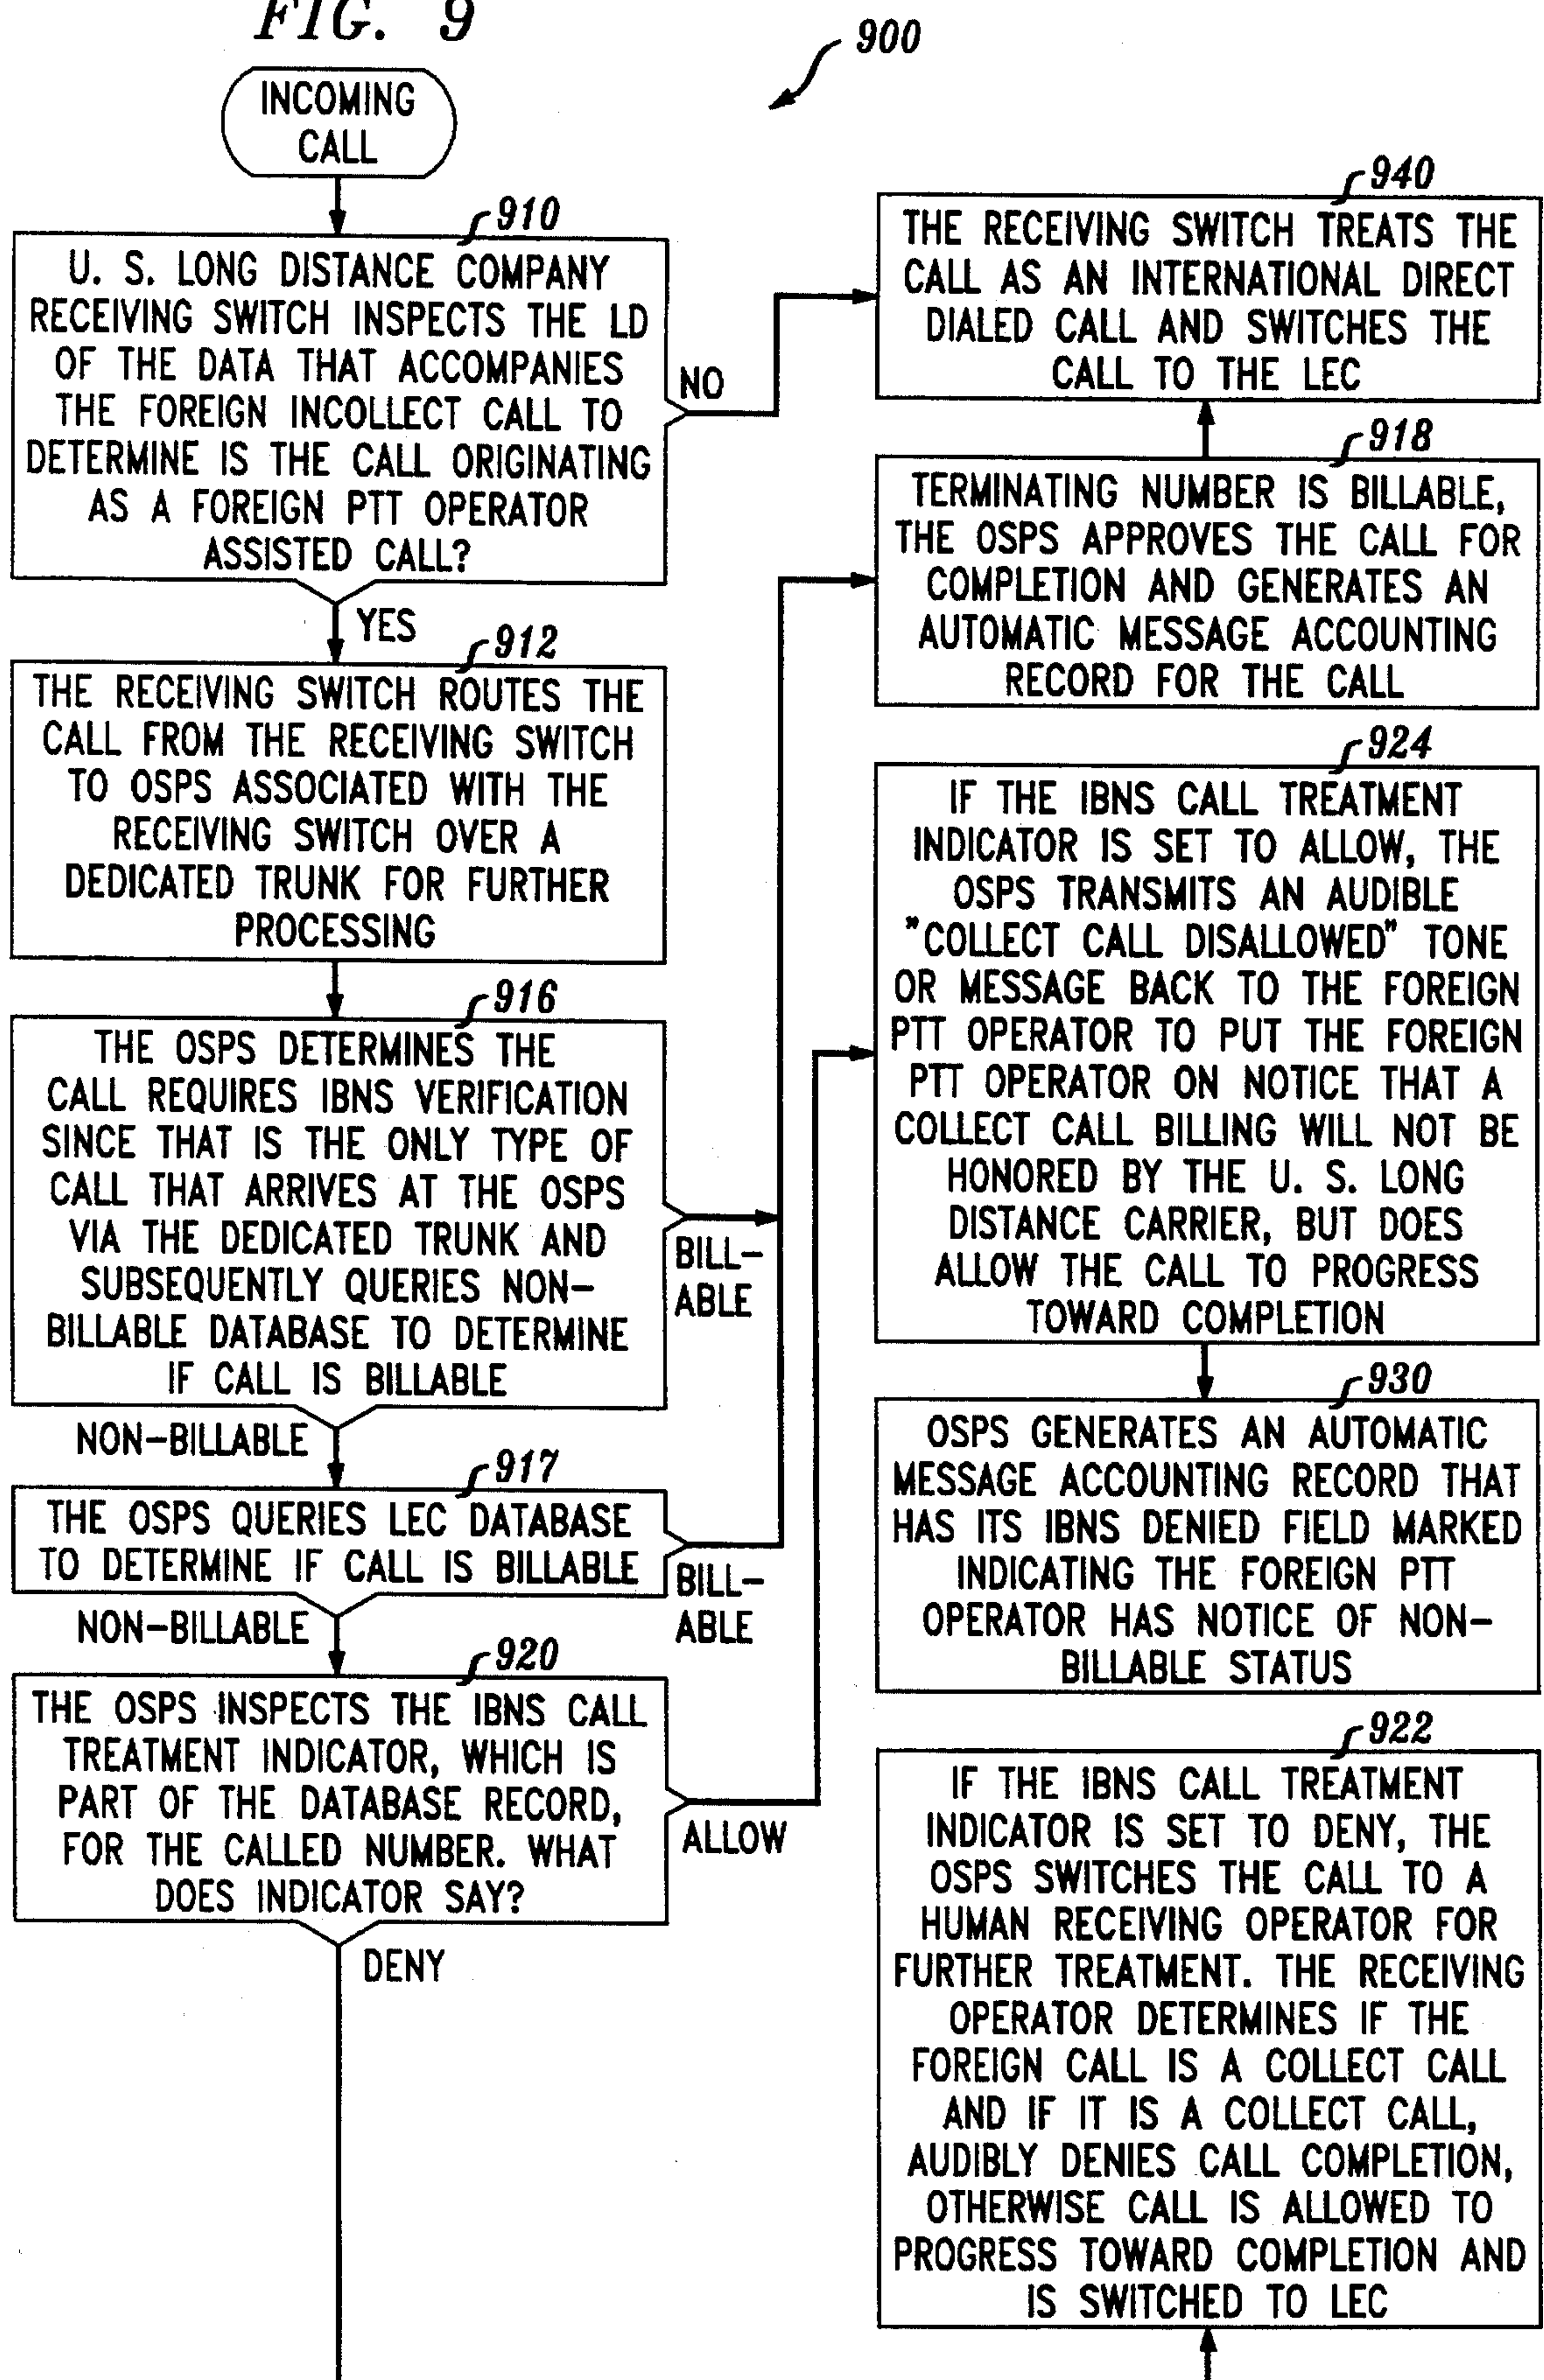 FIG. 9
900
INCOMING
CALL
910
U. S. LONG DISTANCE COMPANY
RECEIVING SWITCH INSPECTS THE LD
OF THE DATA THAT ACCOMPANIES
THE FOREIGN INCOLLECT CALL TO
DETERMINE IS THE CALL ORIGINATING
AS A FOREIGN PTT OPERATOR
ASSISTED CALL?
NO
YES
912
THE RECEIVING SWITCH ROUTES THE
CALL FROM THE RECEIVING SWITCH
TO OSPS ASSOCIATED WITH THE
RECEIVING SWITCH OVER A
DEDICATED TRUNK FOR FURTHER
PROCESSING
916
THE OSPS DETERMINES THE
CALL REQUIRES IBNS VERIFICATION
SINCE THAT IS THE ONLY TYPE OF
CALL THAT ARRIVES AT THE OSPS
VIA THE DEDICATED TRUNK AND
SUBSEQUENTLY QUERIES NON-
BILLABLE DATABASE TO DETERMINE
IF CALL IS BILLABLE
BILL-
ABLE
NON-BILLABLE
917
THE OSPS QUERIES LEC DATABASE
TO DETERMINE IF CALL IS BILLABLE
BILL-
ABLE
NON-BILLABLE
920
THE OSPS INSPECTS THE IBNS CALL
TREATMENT INDICATOR, WHICH IS
PART OF THE DATABASE RECORD,
FOR THE CALLED NUMBER. WHAT
DOES INDICATOR SAY?
ALLOW
DENY
940
THE RECEIVING SWITCH TREATS THE
CALL AS AN INTERNATIONAL DIRECT
DIALED CALL AND SWITCHES THE
CALL TO THE LEC
918
TERMINATING NUMBER IS BILLABLE,
THE OSPS APPROVES THE CALL FOR
COMPLETION AND GENERATES AN
AUTOMATIC MESSAGE ACCOUNTING
RECORD FOR THE CALL
924
IF THE IBNS CALL TREATMENT
INDICATOR IS SET TO ALLOW, THE
OSPS TRANSMITS AN AUDIBLE
"COLLECT CALL DISALLOWED" TONE
OR MESSAGE BACK TO THE FOREIGN
PTT OPERATOR TO PUT THE FOREIGN
PTT OPERATOR ON NOTICE THAT A
COLLECT CALL BILLING WILL NOT BE
HONORED BY THE U. S. LONG
DISTANCE CARRIER, BUT DOES
ALLOW THE CALL TO PROGRESS
TOWARD COMPLETION
930
OSPS GENERATES AN AUTOMATIC
MESSAGE ACCOUNTING RECORD THAT
HAS ITS IBNS DENIED FIELD MARKED
INDICATING THE FOREIGN PTT
OPERATOR HAS NOTICE OF NON-
BILLABLE STATUS
922
IF THE IBNS CALL TREATMENT
INDICATOR IS SET TO DENY, THE
OSPS SWITCHES THE CALL TO A
HUMAN RECEIVING OPERATOR FOR
FURTHER TREATMENT. THE RECEIVING
OPERATOR DETERMINES IF THE
FOREIGN CALL IS A COLLECT CALL
AND IF IT IS A COLLECT CALL,
AUDIBLY DENIES CALL COMPLETION,
OTHERWISE CALL IS ALLOWED TO
PROGRESS TOWARD COMPLETION AND
IS SWITCHED TO LEC